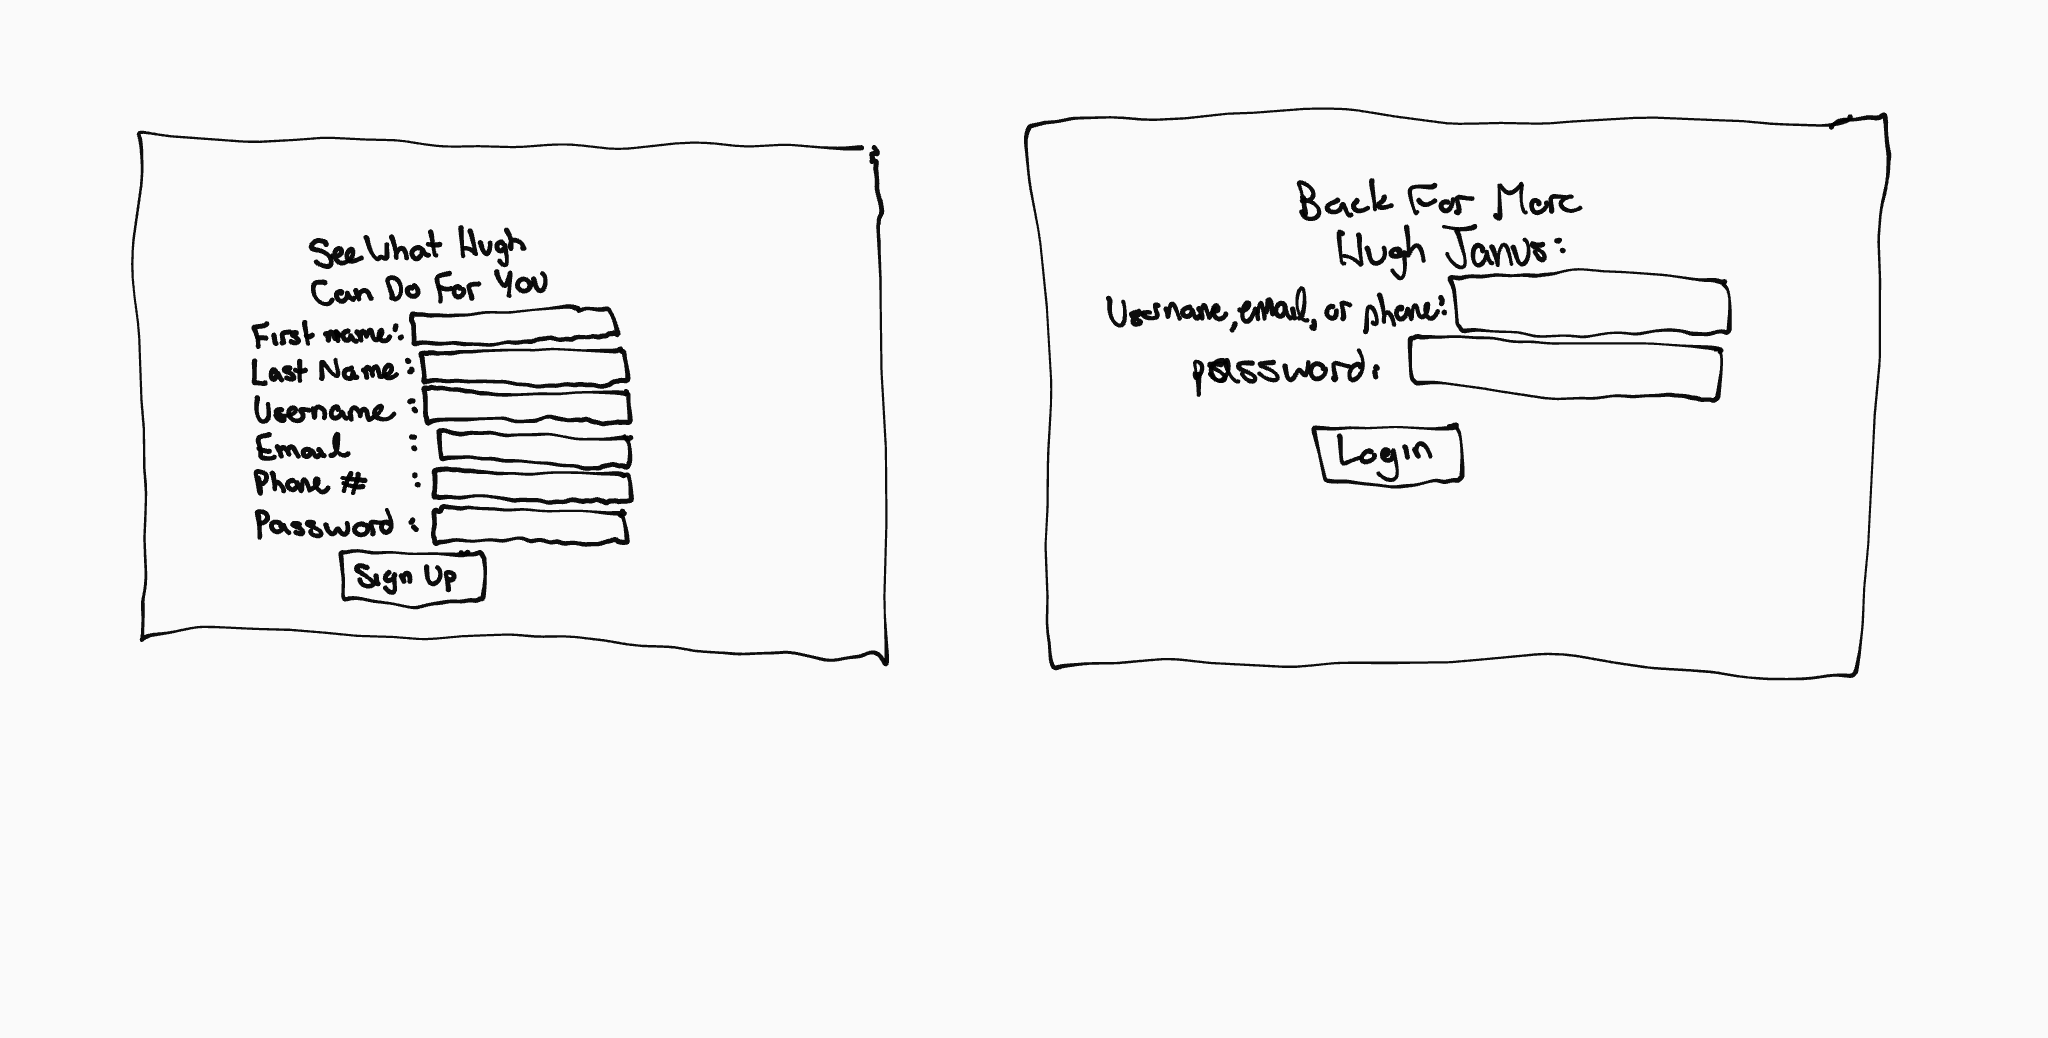 See What Hugh
Can Do For You
First name:
Last Name:
Username :
Email :
Phone # :
Password :
Sign Up
Back For More
Hugh Janus:
Username, email, or phone:
password:
Login